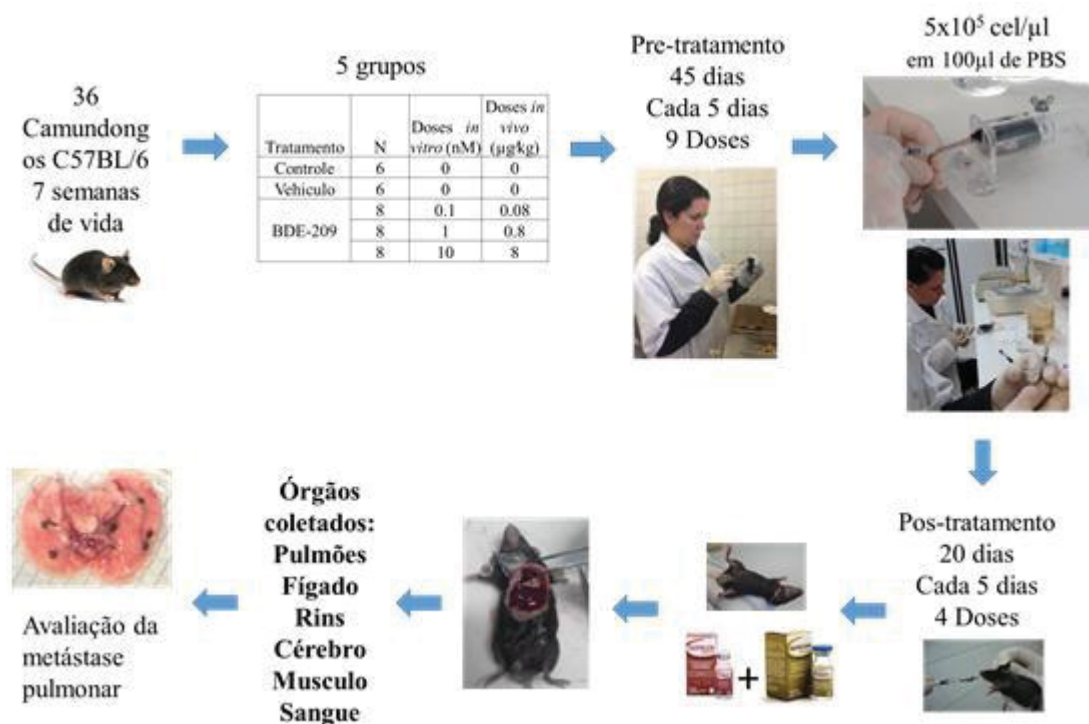 36
Camundong
os C57BL/6
7 semanas
de vida
5 grupos
Tratamento N Doses in vitro (nM) Doses in vivo (µg/kg)
Controle 6 0 0
Vehiculo 6 0 0
BDE-209 8 0.1 0.08
8 1 0.8
8 10 8
Pre-tratamento
45 dias
Cada 5 dias
9 Doses
5x10⁵ cel/µl
em 100µl de PBS
Pos-tratamento
20 dias
Cada 5 dias
4 Doses
+
Órgãos
coletados:
Pulmões
Fígado
Rins
Cérebro
Musculo
Sangue
Avaliação da
metástase
pulmonar